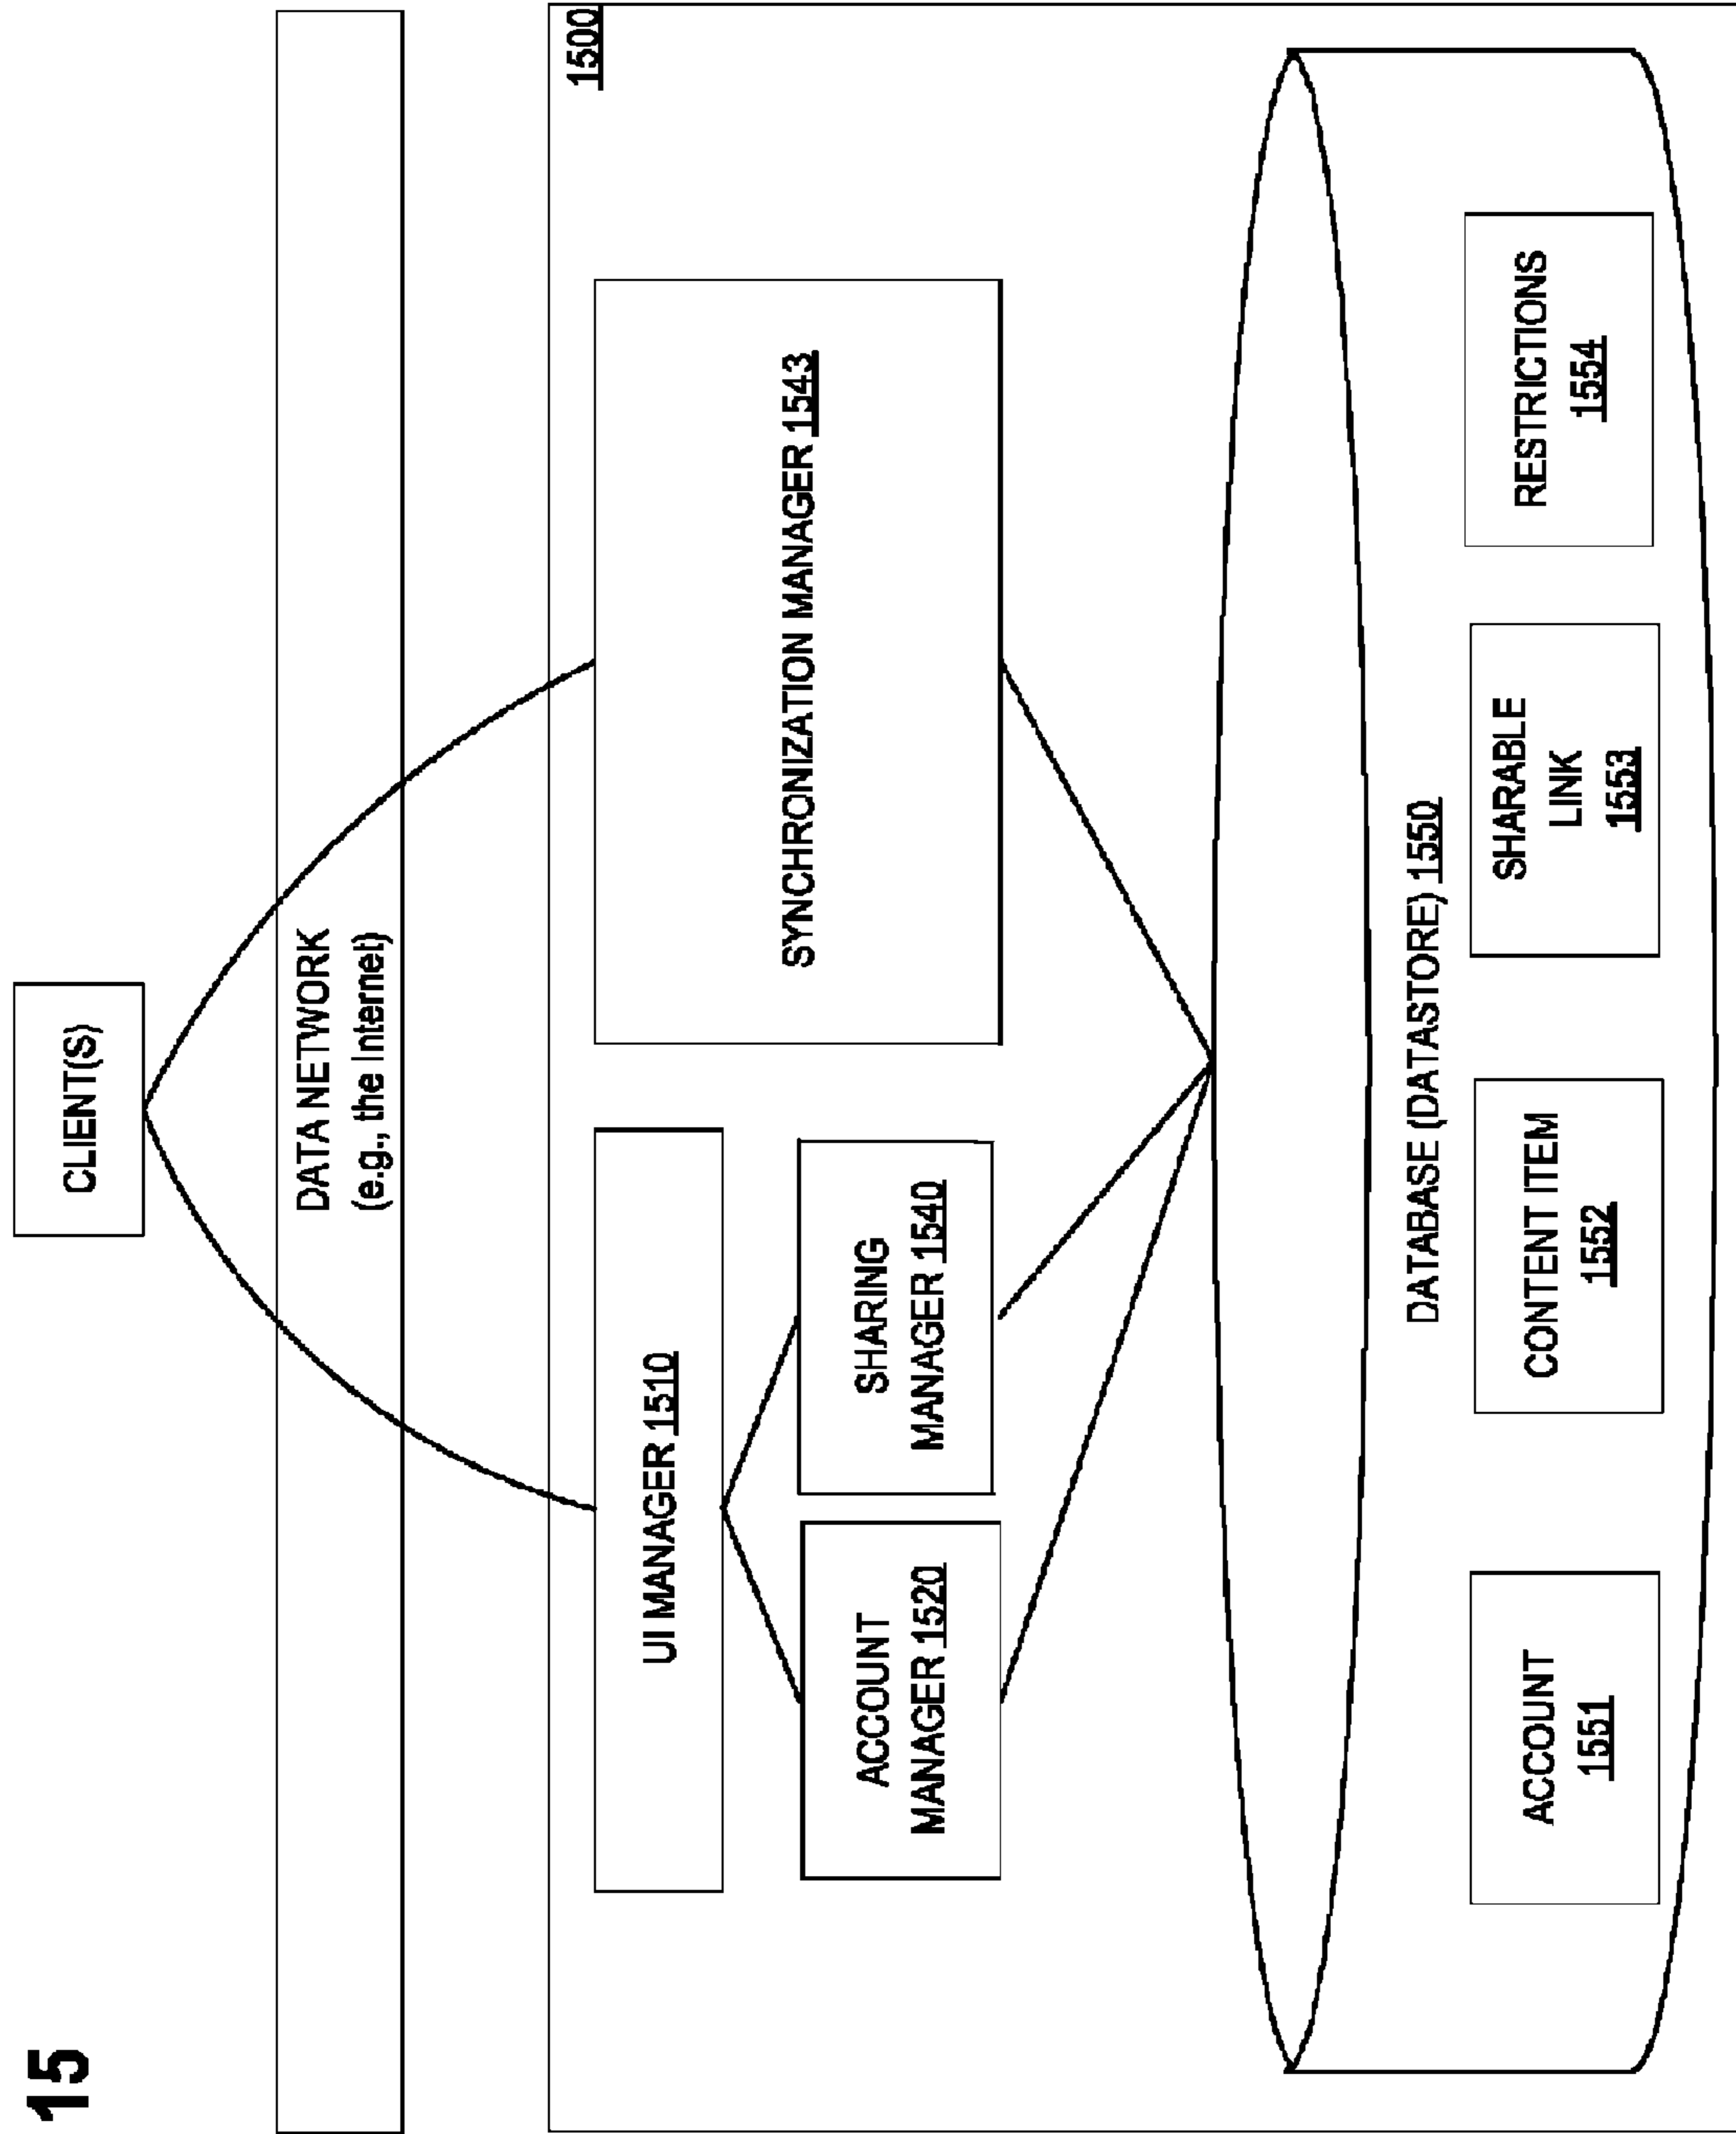 15
CLIENT(S)
DATA NETWORK
(e.g., the Internet)
1500
UI MANAGER 1510
SYNCHRONIZATION MANAGER 1543
ACCOUNT
MANAGER 1520
SHARING
MANAGER 1540
DATABASE (DATASTORE) 1550
ACCOUNT
1551
CONTENT ITEM
1552
SHARABLE
LINK
1553
RESTRICTIONS
1554